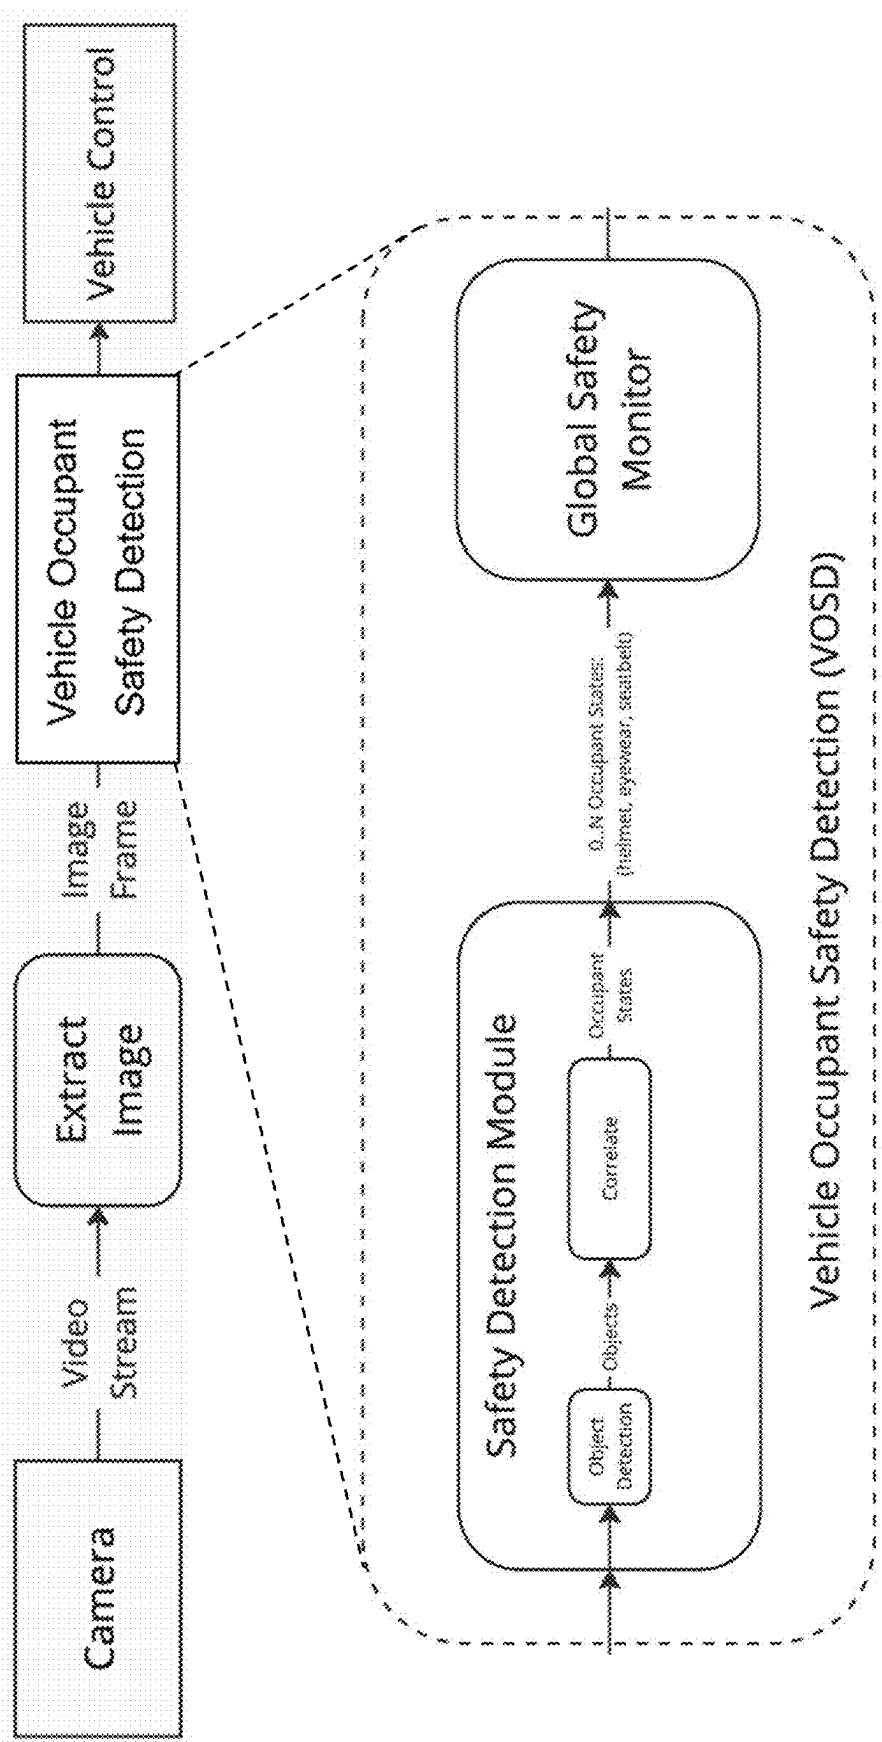 Camera
Video
Stream
Extract
Image
Image
Frame
Vehicle Occupant
Safety Detection
Vehicle Control
Safety Detection Module
Object
Detection
Objects
Correlate
Occupant
States
0..N Occupant States:
(helmet, eyewear, seatbelt)
Global Safety
Monitor
Vehicle Occupant Safety Detection (VOSD)